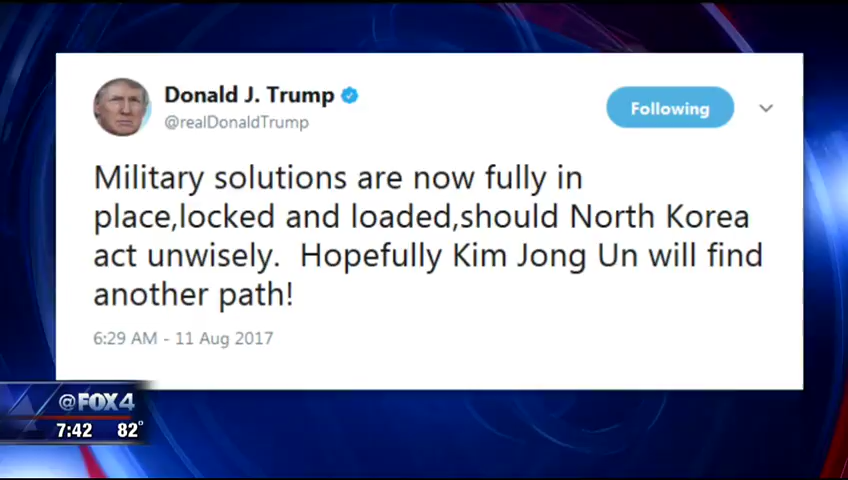 Donald J. Trump
@realDonaldTrump
Following
Military solutions are now fully in
place,locked and loaded,should North Korea
act unwisely.  Hopefully Kim Jong Un will find
another path!
6:29 AM - 11 Aug 2017
@FOX4
7:42 82°